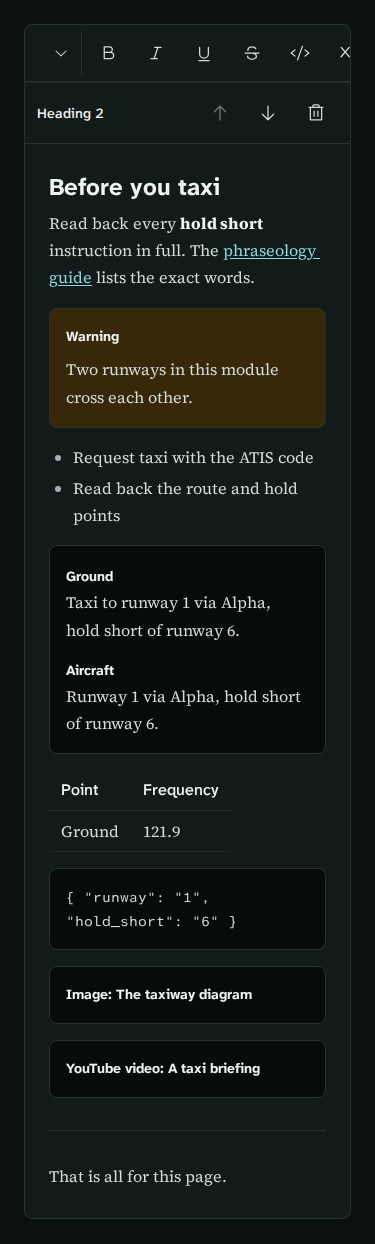 B I U S </> X
Heading 2
Before you taxi
Read back every hold short
instruction in full. The phraseology
guide lists the exact words.
Warning
Two runways in this module
cross each other.
Request taxi with the ATIS code
Read back the route and hold
points
Ground
Taxi to runway 1 via Alpha,
hold short of runway 6.
Aircraft
Runway 1 via Alpha, hold short
of runway 6.
Point Frequency
Ground 121.9
{ "runway": "1",
"hold_short": "6" }
Image: The taxiway diagram
YouTube video: A taxi briefing
That is all for this page.